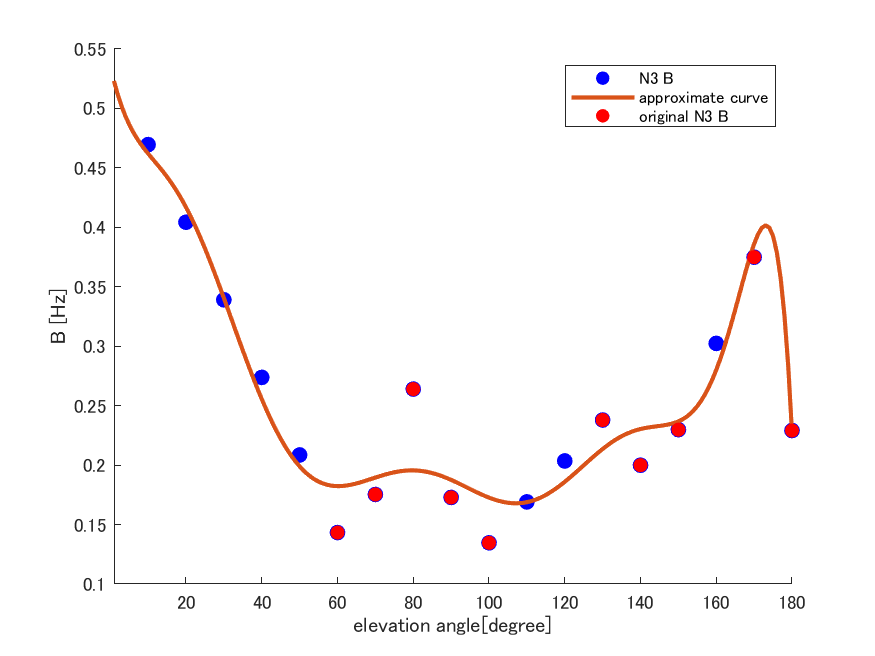 0.55
0.5
0.45
0.4
0.35
0.3
0.25
0.2
0.15
0.1
B [Hz]
20 40 60 80 100 120 140 160 180
elevation angle[degree]
N3 B
approximate curve
original N3 B